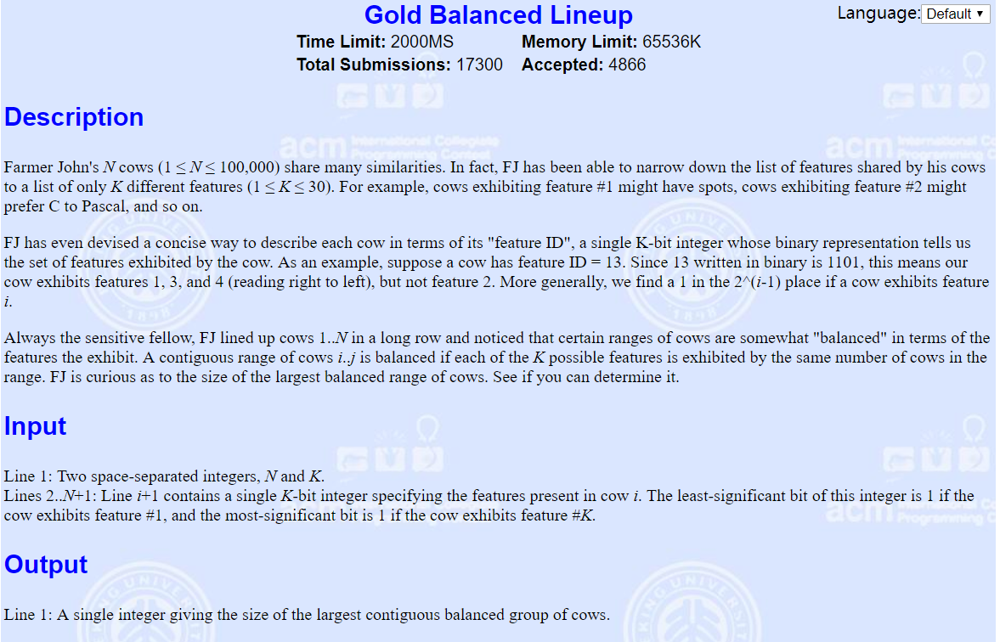 Gold Balanced Lineup
Language: Default
Time Limit: 2000MS Memory Limit: 65536K
Total Submissions: 17300 Accepted: 4866
Description
Farmer John's N cows (1 ≤ N ≤ 100,000) share many similarities. In fact, FJ has been able to narrow down the list of features shared by his cows
to a list of only K different features (1 ≤ K ≤ 30). For example, cows exhibiting feature #1 might have spots, cows exhibiting feature #2 might
prefer C to Pascal, and so on.
FJ has even devised a concise way to describe each cow in terms of its "feature ID", a single K-bit integer whose binary representation tells us
the set of features exhibited by the cow. As an example, suppose a cow has feature ID = 13. Since 13 written in binary is 1101, this means our
cow exhibits features 1, 3, and 4 (reading right to left), but not feature 2. More generally, we find a 1 in the 2^(i-1) place if a cow exhibits feature
i.
Always the sensitive fellow, FJ lined up cows 1..N in a long row and noticed that certain ranges of cows are somewhat "balanced" in terms of the
features the exhibit. A contiguous range of cows i..j is balanced if each of the K possible features is exhibited by the same number of cows in the
range. FJ is curious as to the size of the largest balanced range of cows. See if you can determine it.
Input
Line 1: Two space-separated integers, N and K.
Lines 2..N+1: Line i+1 contains a single K-bit integer specifying the features present in cow i. The least-significant bit of this integer is 1 if the
cow exhibits feature #1, and the most-significant bit is 1 if the cow exhibits feature #K.
Output
Line 1: A single integer giving the size of the largest contiguous balanced group of cows.